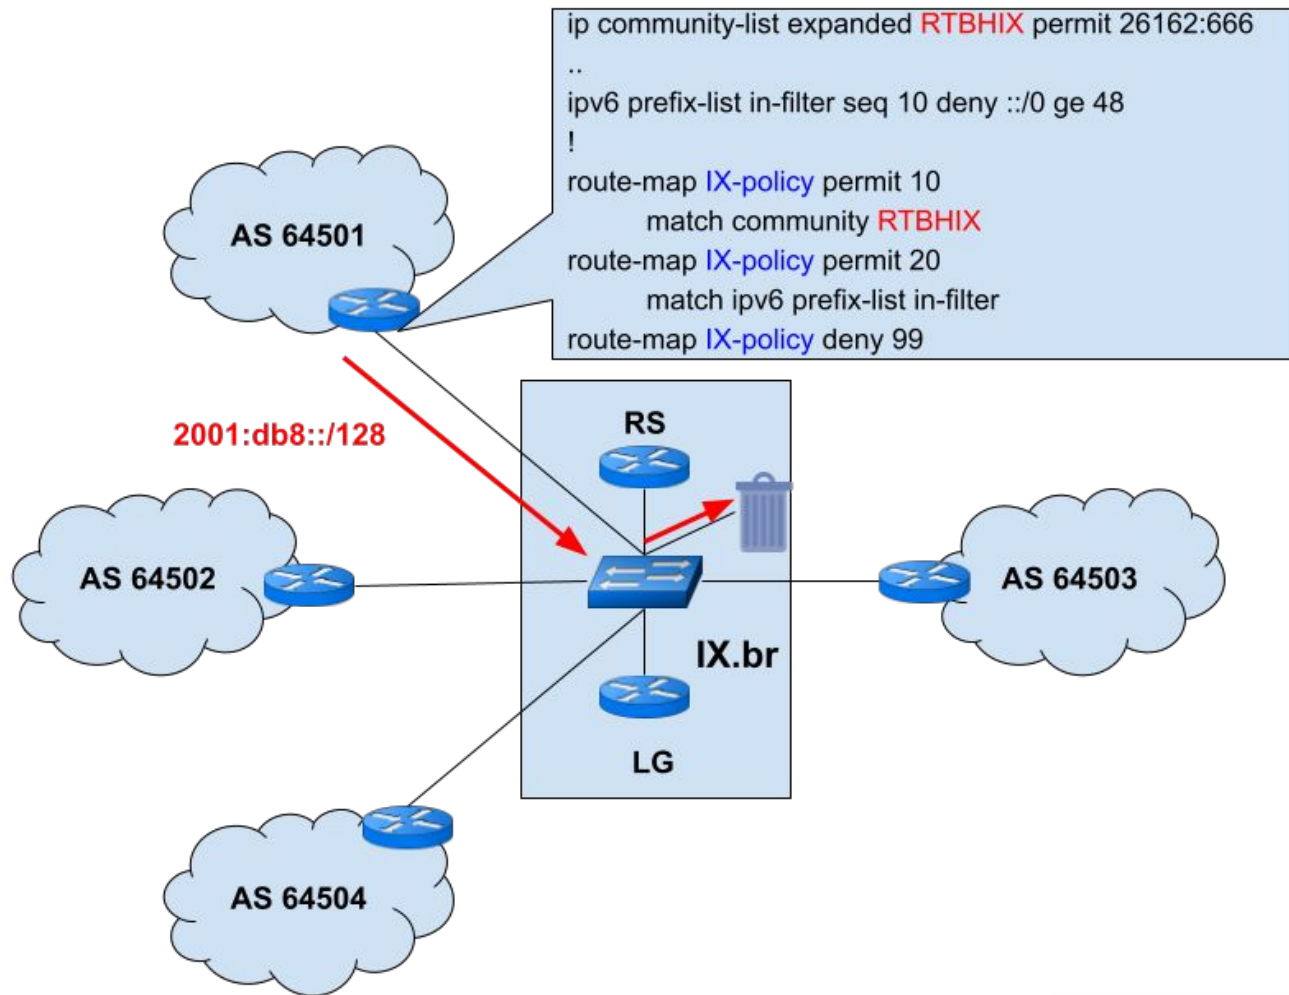 ip community-list expanded RTBHIX permit 26162:666
..
ipv6 prefix-list in-filter seq 10 deny ::/0 ge 48
!
route-map IX-policy permit 10
match community RTBHIX
route-map IX-policy permit 20
match ipv6 prefix-list in-filter
route-map IX-policy deny 99
AS 64501
2001:db8::/128
RS
AS 64502
AS 64503
IX.br
LG
AS 64504